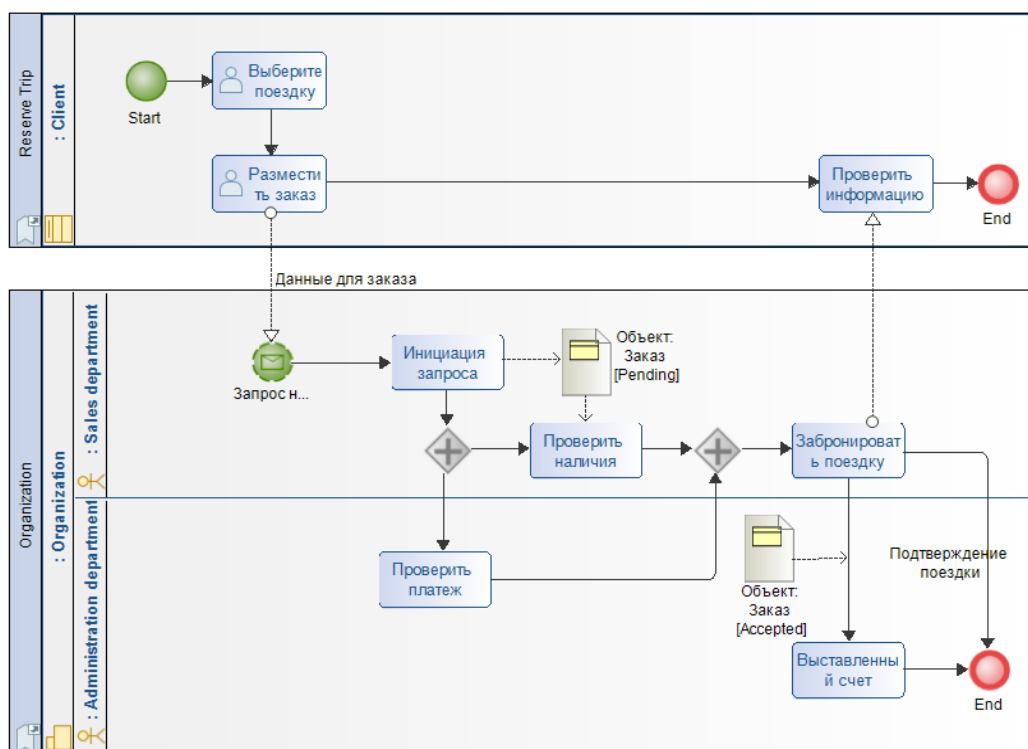 Reserve Trip
: Client
Start
Выберите
поездку
Размести
ть заказ
Проверить
информацию
End
Данные для заказа
Organization
: Organization
: Sales department
: Administration department
Запрос н...
Инициация
запроса
Объект:
Заказ
[Pending]
Проверить
наличия
Забронироват
ь поездку
Проверить
платеж
Объект:
Заказ
[Accepted]
Подтверждение
поездки
Выставленны
й счет
End